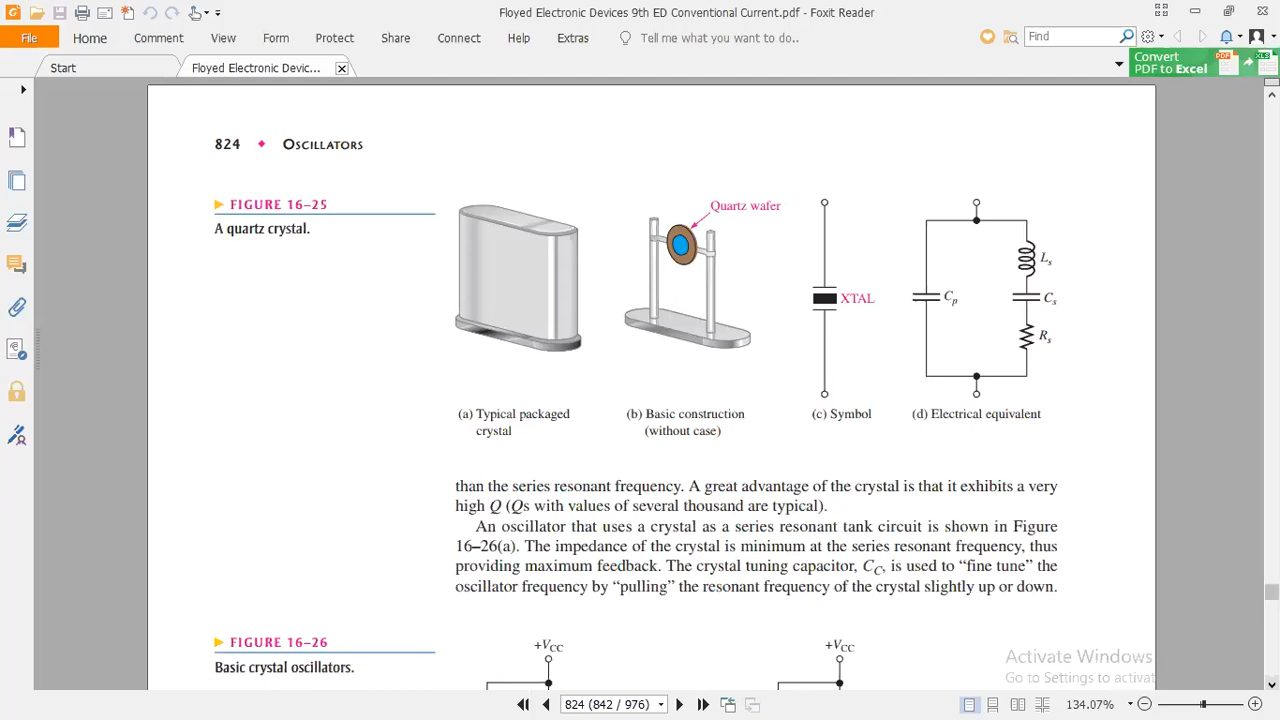 Floyed Electronic Devices 9th ED Conventional Current.pdf - Foxit Reader
File Home Comment View Form Protect Share Connect Help Extras Tell me what you want to do.. Find
Start Floyed Electronic Devic...
Convert
PDF to Excel
824 ♦ OSCILLATORS
FIGURE 16–25
A quartz crystal.
Quartz wafer
XTAL
Cp
Ls
Cs
Rs
(a) Typical packaged
crystal
(b) Basic construction
(without case)
(c) Symbol
(d) Electrical equivalent
than the series resonant frequency. A great advantage of the crystal is that it exhibits a very
high Q (Qs with values of several thousand are typical).
An oscillator that uses a crystal as a series resonant tank circuit is shown in Figure
16–26(a). The impedance of the crystal is minimum at the series resonant frequency, thus
providing maximum feedback. The crystal tuning capacitor, CC, is used to “fine tune” the
oscillator frequency by “pulling” the resonant frequency of the crystal slightly up or down.
FIGURE 16–26
Basic crystal oscillators.
+VCC
+VCC
Activate Windows
Go to Settings to activat
824 (842 / 976)
134.07%